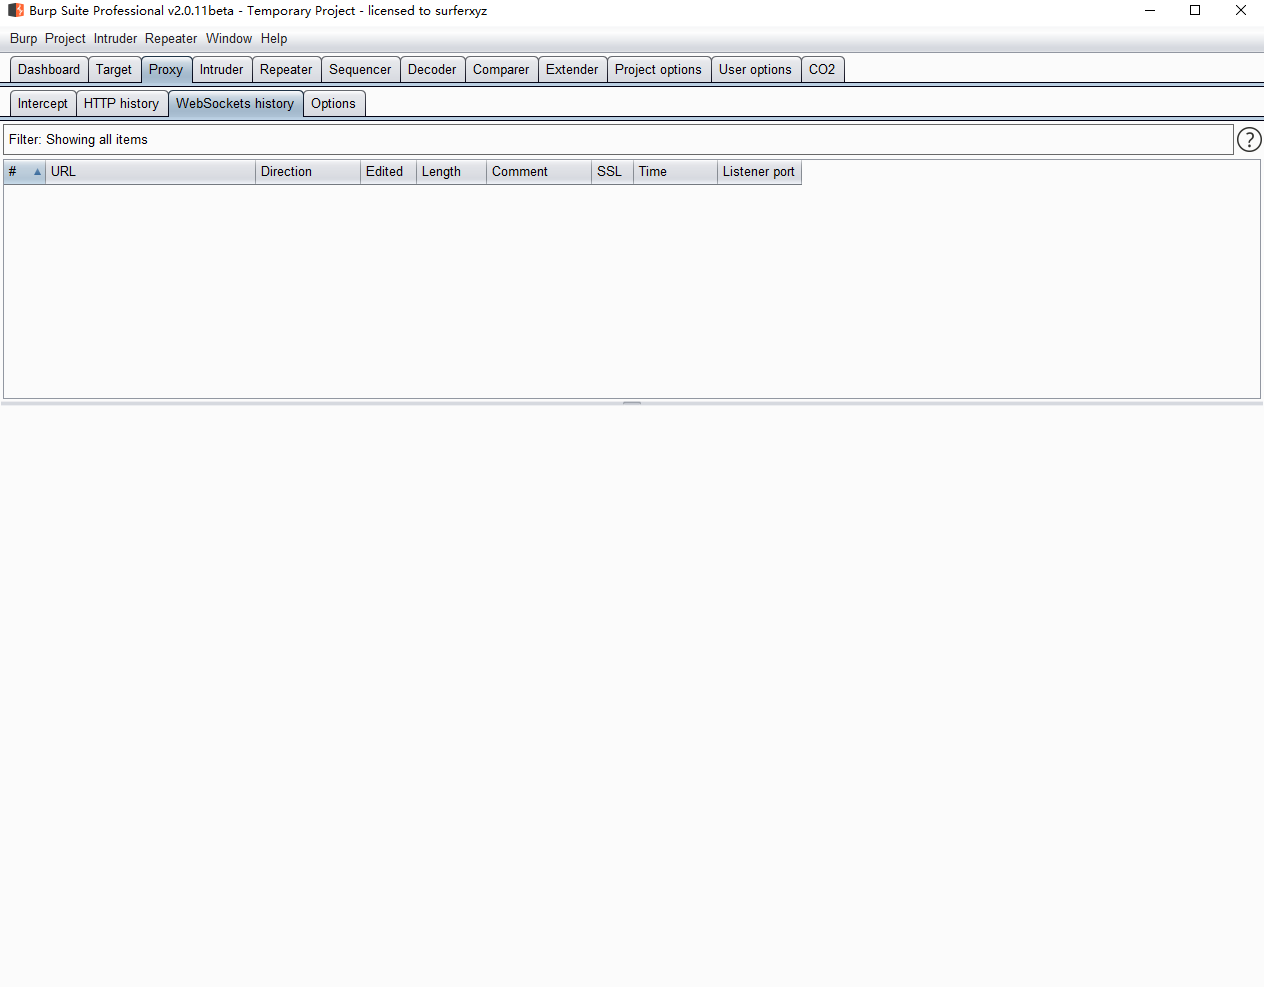 Burp Suite Professional v2.0.11beta - Temporary Project - licensed to surferxyz
Burp Project Intruder Repeater Window Help
Dashboard Target Proxy Intruder Repeater Sequencer Decoder Comparer Extender Project options User options CO2
Intercept HTTP history WebSockets history Options
Filter: Showing all items ?
# URL Direction Edited Length Comment SSL Time Listener port